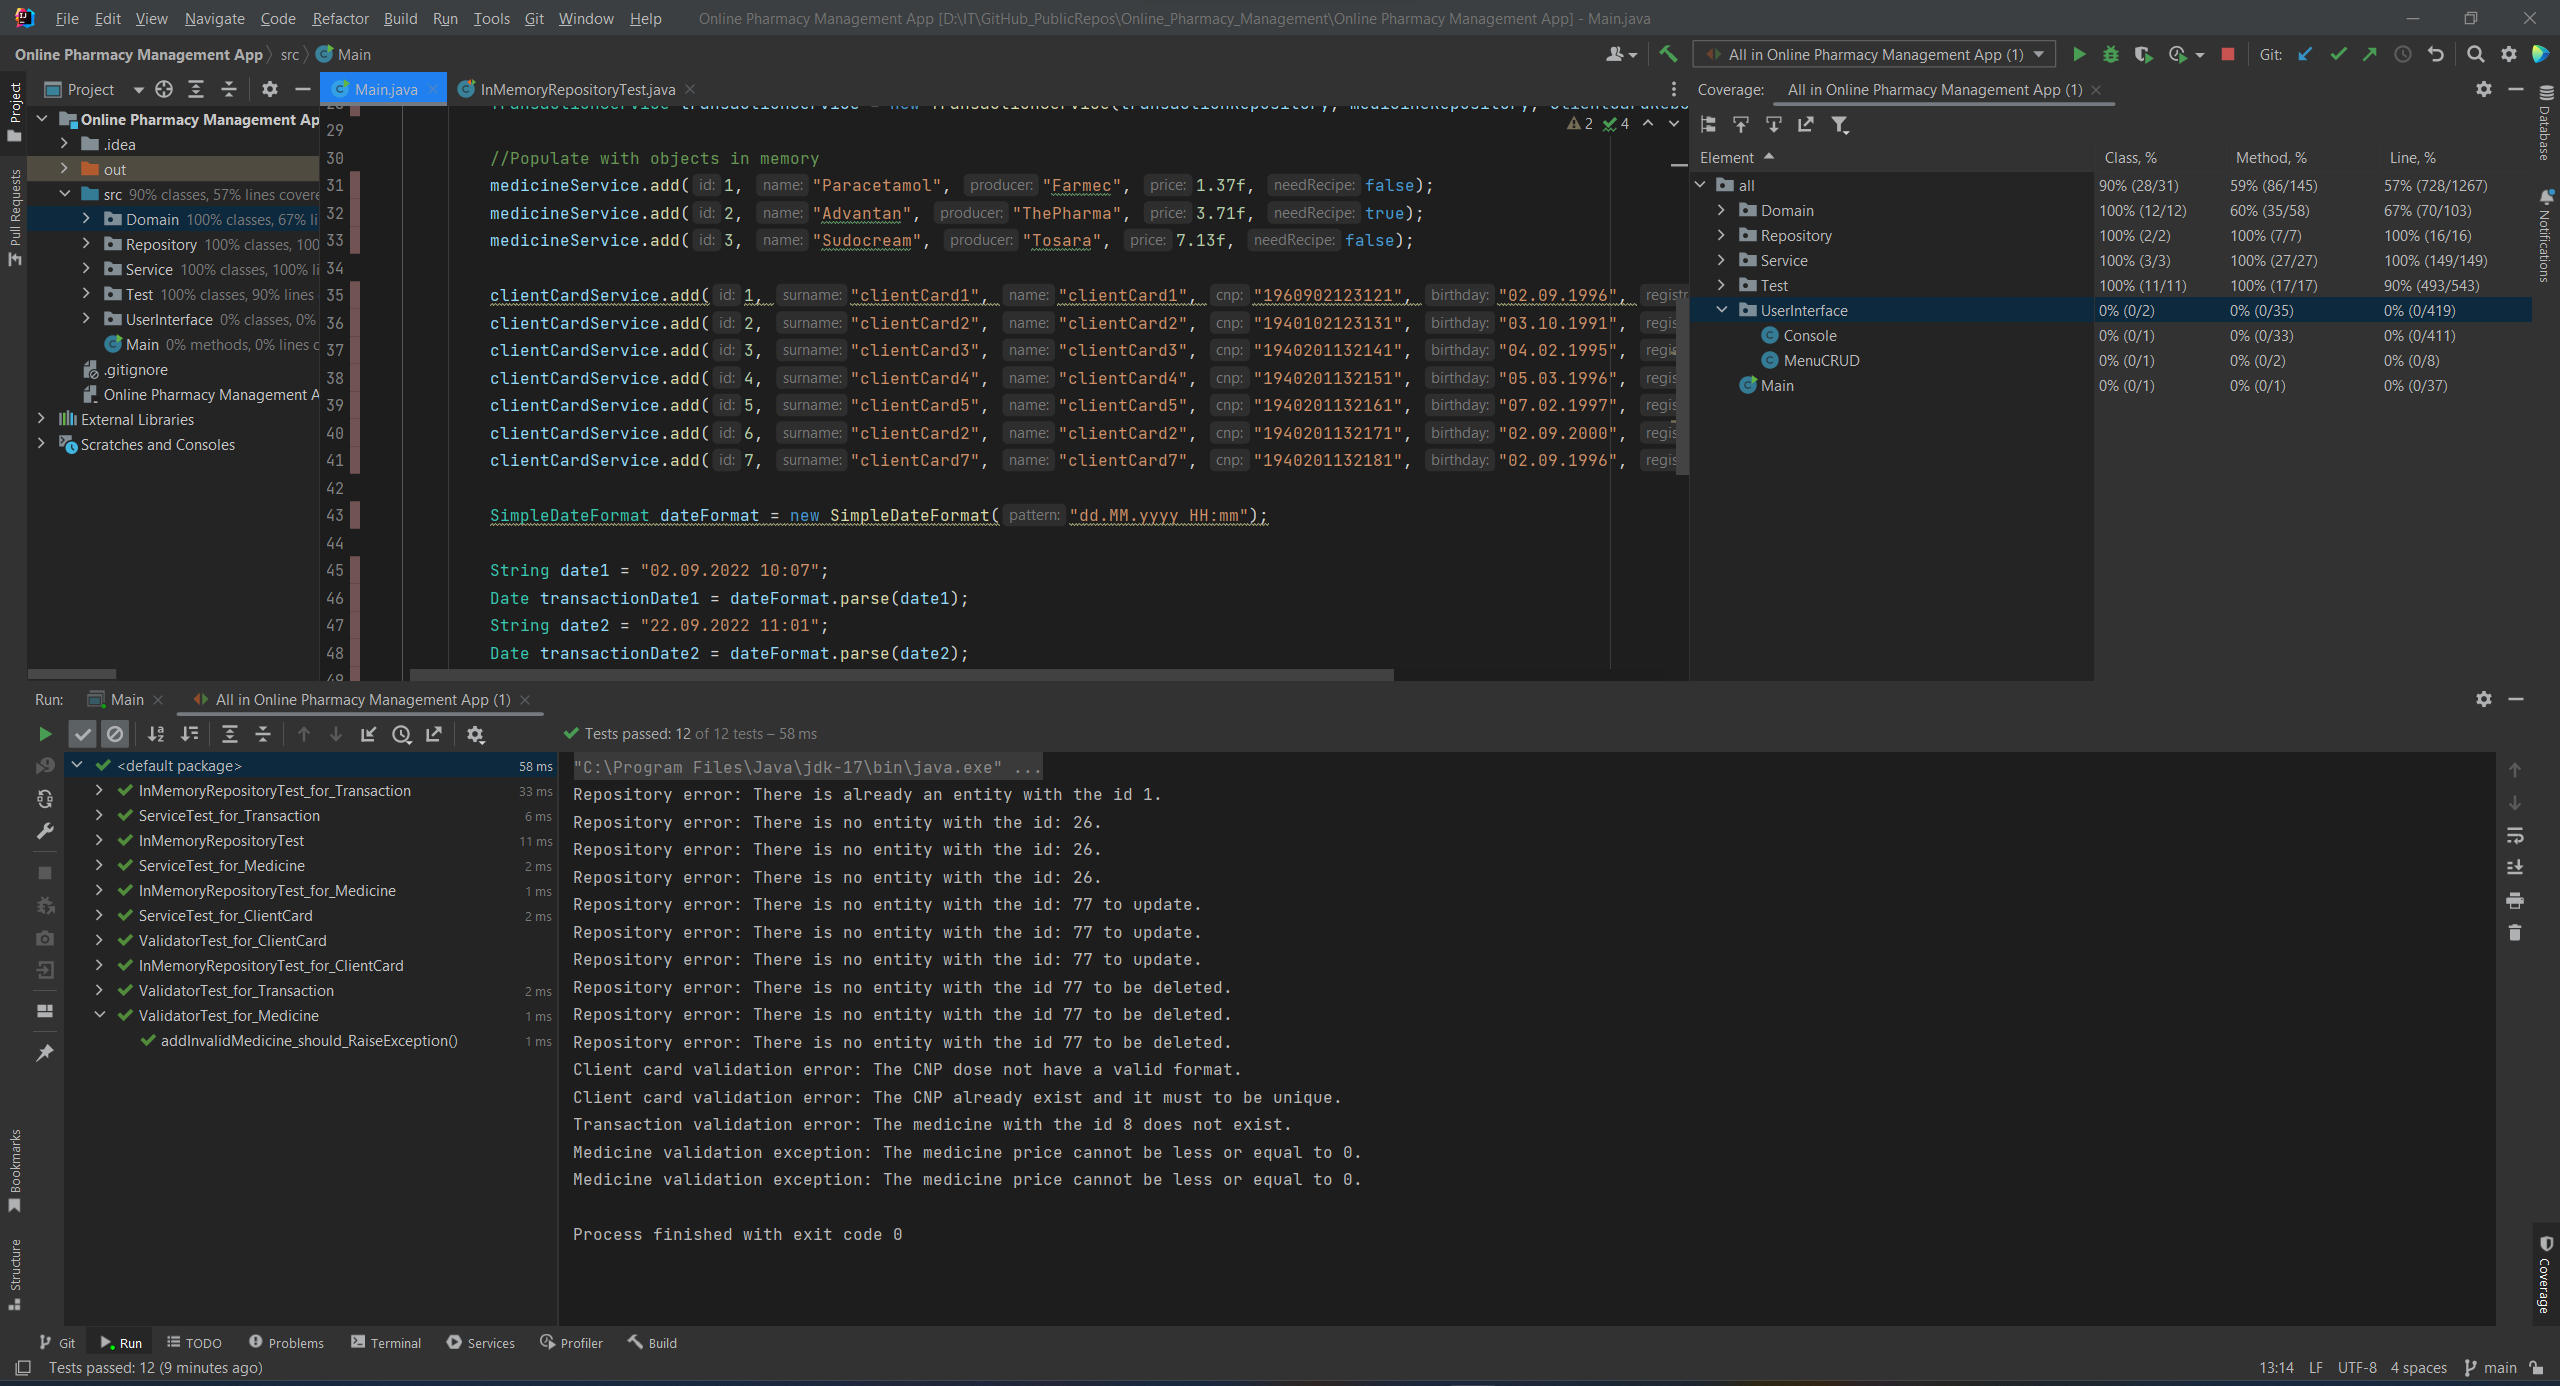 File Edit View Navigate Code Refactor Build Run Tools Git Window Help Online Pharmacy Management App [D:\IT\GitHub_PublicRepos\Online_Pharmacy_Management\Online Pharmacy Management App] - Main.java
Online Pharmacy Management App src Main All in Online Pharmacy Management App (1) Git:
Project
Main.java InMemoryRepositoryTest.java
Coverage: All in Online Pharmacy Management App (1)
Project
Pull Requests
Online Pharmacy Management Ap
.idea
out
src 90% classes, 57% lines covere
Domain 100% classes, 67% li
Repository 100% classes, 100
Service 100% classes, 100% li
Test 100% classes, 90% lines
UserInterface 0% classes, 0%
Main 0% methods, 0% lines c
.gitignore
Online Pharmacy Management A
External Libraries
Scratches and Consoles
2 4
28 TransactionService transactionService = new TransactionService(transactionRepository, medicineRepository,
29
30 //Populate with objects in memory
31 medicineService.add( id: 1, name: "Paracetamol", producer: "Farmec", price: 1.37f, needRecipe: false);
32 medicineService.add( id: 2, name: "Advantan", producer: "ThePharma", price: 3.71f, needRecipe: true);
33 medicineService.add( id: 3, name: "Sudocream", producer: "Tosara", price: 7.13f, needRecipe: false);
34
35 clientCardService.add( id: 1, surname: "clientCard1", name: "clientCard1", cnp: "1960902123121", birthday: "02.09.1996", registr
36 clientCardService.add( id: 2, surname: "clientCard2", name: "clientCard2", cnp: "1940102123131", birthday: "03.10.1991", regis
37 clientCardService.add( id: 3, surname: "clientCard3", name: "clientCard3", cnp: "1940201132141", birthday: "04.02.1995", regis
38 clientCardService.add( id: 4, surname: "clientCard4", name: "clientCard4", cnp: "1940201132151", birthday: "05.03.1996", regis
39 clientCardService.add( id: 5, surname: "clientCard5", name: "clientCard5", cnp: "1940201132161", birthday: "07.02.1997", regis
40 clientCardService.add( id: 6, surname: "clientCard2", name: "clientCard2", cnp: "1940201132171", birthday: "02.09.2000", regis
41 clientCardService.add( id: 7, surname: "clientCard7", name: "clientCard7", cnp: "1940201132181", birthday: "02.09.1996", regis
42
43 SimpleDateFormat dateFormat = new SimpleDateFormat( pattern: "dd.MM.yyyy HH:mm");
44
45 String date1 = "02.09.2022 10:07";
46 Date transactionDate1 = dateFormat.parse(date1);
47 String date2 = "22.09.2022 11:01";
48 Date transactionDate2 = dateFormat.parse(date2);
49
Element Class, % Method, % Line, %
all 90% (28/31) 59% (86/145) 57% (728/1267)
Domain 100% (12/12) 60% (35/58) 67% (70/103)
Repository 100% (2/2) 100% (7/7) 100% (16/16)
Service 100% (3/3) 100% (27/27) 100% (149/149)
Test 100% (11/11) 100% (17/17) 90% (493/543)
UserInterface 0% (0/2) 0% (0/35) 0% (0/419)
Console 0% (0/1) 0% (0/33) 0% (0/411)
MenuCRUD 0% (0/1) 0% (0/2) 0% (0/8)
Main 0% (0/1) 0% (0/1) 0% (0/37)
Database
Notifications
Run: Main All in Online Pharmacy Management App (1)
Tests passed: 12 of 12 tests – 58 ms
<default package> 58 ms
InMemoryRepositoryTest_for_Transaction 33 ms
ServiceTest_for_Transaction 6 ms
InMemoryRepositoryTest 11 ms
ServiceTest_for_Medicine 2 ms
InMemoryRepositoryTest_for_Medicine 1 ms
ServiceTest_for_ClientCard 2 ms
ValidatorTest_for_ClientCard
InMemoryRepositoryTest_for_ClientCard
ValidatorTest_for_Transaction 2 ms
ValidatorTest_for_Medicine 1 ms
addInvalidMedicine_should_RaiseException() 1 ms
"C:\Program Files\Java\jdk-17\bin\java.exe" ...
Repository error: There is already an entity with the id 1.
Repository error: There is no entity with the id: 26.
Repository error: There is no entity with the id: 26.
Repository error: There is no entity with the id: 26.
Repository error: There is no entity with the id: 77 to update.
Repository error: There is no entity with the id: 77 to update.
Repository error: There is no entity with the id: 77 to update.
Repository error: There is no entity with the id 77 to be deleted.
Repository error: There is no entity with the id 77 to be deleted.
Repository error: There is no entity with the id 77 to be deleted.
Client card validation error: The CNP dose not have a valid format.
Client card validation error: The CNP already exist and it must to be unique.
Transaction validation error: The medicine with the id 8 does not exist.
Medicine validation exception: The medicine price cannot be less or equal to 0.
Medicine validation exception: The medicine price cannot be less or equal to 0.
Process finished with exit code 0
Bookmarks
Structure
Coverage
Git Run TODO Problems Terminal Services Profiler Build
Tests passed: 12 (9 minutes ago) 13:14 LF UTF-8 4 spaces main